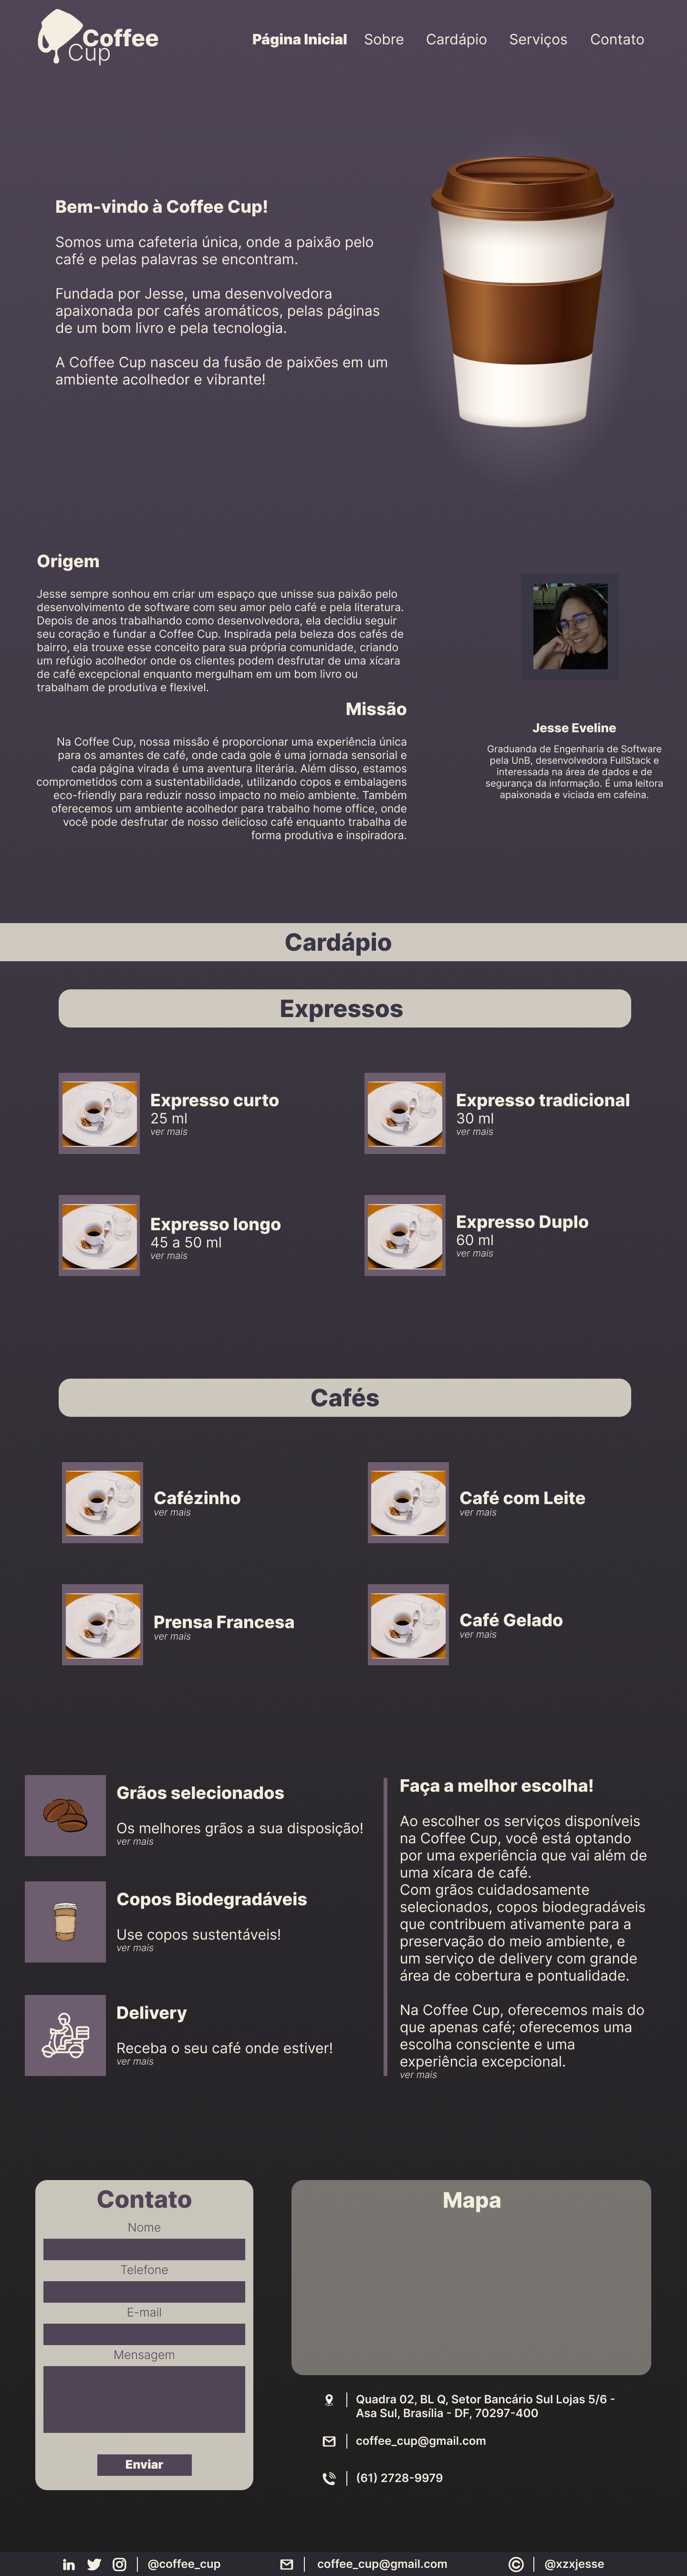 Coffee
Cup
Página Inicial Sobre Cardápio Serviços Contato
Bem-vindo à Coffee Cup!
Somos uma cafeteria única, onde a paixão pelo
café e pelas palavras se encontram.
Fundada por Jesse, uma desenvolvedora
apaixonada por cafés aromáticos, pelas páginas
de um bom livro e pela tecnologia.
A Coffee Cup nasceu da fusão de paixões em um
ambiente acolhedor e vibrante!
Origem
Jesse sempre sonhou em criar um espaço que unisse sua paixão pelo
desenvolvimento de software com seu amor pelo café e pela literatura.
Depois de anos trabalhando como desenvolvedora, ela decidiu seguir
seu coração e fundar a Coffee Cup. Inspirada pela beleza dos cafés de
bairro, ela trouxe esse conceito para sua própria comunidade, criando
um refúgio acolhedor onde os clientes podem desfrutar de uma xícara
de café excepcional enquanto mergulham em um bom livro ou
trabalham de produtiva e flexivel.
Missão
Na Coffee Cup, nossa missão é proporcionar uma experiência única
para os amantes de café, onde cada gole é uma jornada sensorial e
cada página virada é uma aventura literária. Além disso, estamos
comprometidos com a sustentabilidade, utilizando copos e embalagens
eco-friendly para reduzir nosso impacto no meio ambiente. Também
oferecemos um ambiente acolhedor para trabalho home office, onde
você pode desfrutar de nosso delicioso café enquanto trabalha de
forma produtiva e inspiradora.
Jesse Eveline
Graduanda de Engenharia de Software
pela UnB, desenvolvedora FullStack e
interessada na área de dados e de
segurança da informação. É uma leitora
apaixonada e viciada em cafeina.
Cardápio
Expressos
Expresso curto
25 ml
ver mais
Expresso tradicional
30 ml
ver mais
Expresso longo
45 a 50 ml
ver mais
Expresso Duplo
60 ml
ver mais
Cafés
Cafézinho
ver mais
Café com Leite
ver mais
Prensa Francesa
ver mais
Café Gelado
ver mais
Grãos selecionados
Os melhores grãos a sua disposição!
ver mais
Copos Biodegradáveis
Use copos sustentáveis!
ver mais
Delivery
Receba o seu café onde estiver!
ver mais
Faça a melhor escolha!
Ao escolher os serviços disponíveis
na Coffee Cup, você está optando
por uma experiência que vai além de
uma xícara de café.
Com grãos cuidadosamente
selecionados, copos biodegradáveis
que contribuem ativamente para a
preservação do meio ambiente, e
um serviço de delivery com grande
área de cobertura e pontualidade.
Na Coffee Cup, oferecemos mais do
que apenas café; oferecemos uma
escolha consciente e uma
experiência excepcional.
ver mais
Contato
Nome
Telefone
E-mail
Mensagem
Enviar
Mapa
Quadra 02, BL Q, Setor Bancário Sul Lojas 5/6 -
Asa Sul, Brasília - DF, 70297-400
coffee_cup@gmail.com
(61) 2728-9979
@coffee_cup coffee_cup@gmail.com © @xzxjesse